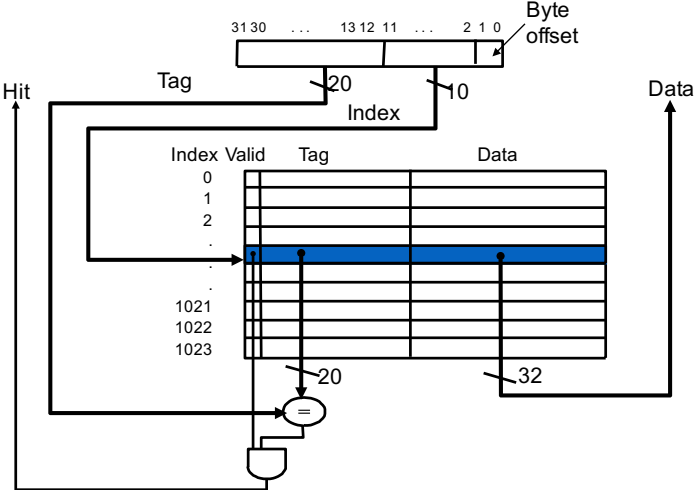 Byte
offset
31 30 . . . 13 12 11 . . . 2 1 0
20
10
Tag
Index
Hit
Data
Index Valid Tag Data
0
1
2
.
.
.
1021
1022
1023
20
32
=